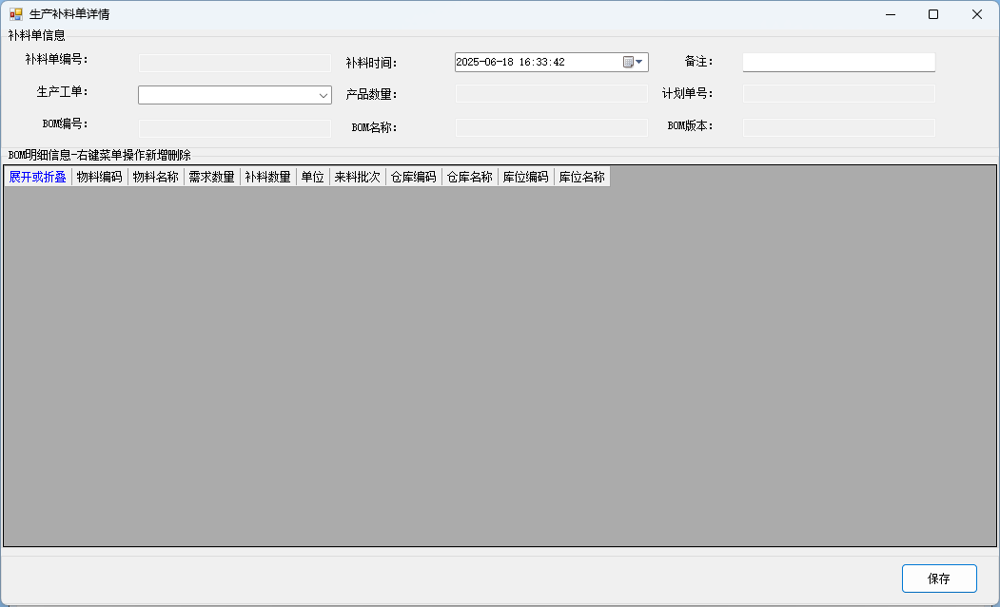 生产补料单详情
补料单信息
补料单编号: 补料时间: 2025-06-18 16:33:42 备注:
生产工单: 产品数量: 计划单号:
BOM编号: BOM名称: BOM版本:
BOM明细信息-右键菜单操作新增删除
展开或折叠 物料编码 物料名称 需求数量 补料数量 单位 来料批次 仓库编码 仓库名称 库位编码 库位名称
保存